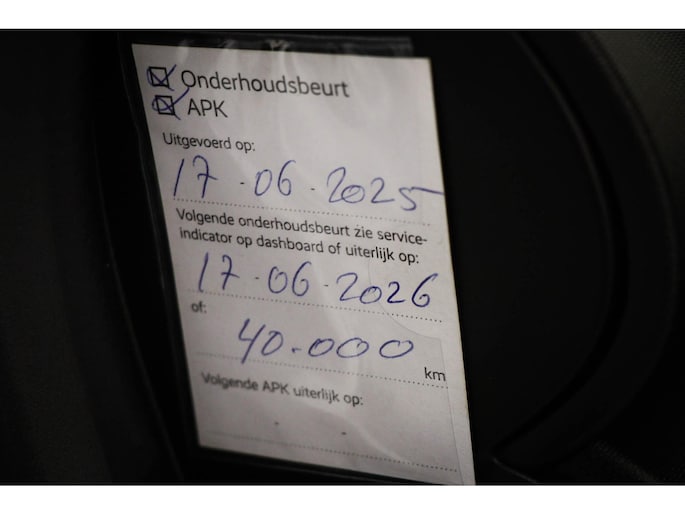 Onderhoudsbeurt
APK
Uitgevoerd op:
17-06-2025
Volgende onderhoudsbeurt zie service-
indicator op dashboard of uiterlijk op:
17-06-2026
of:
40.000 km
Volgende APK uiterlijk op:
- -